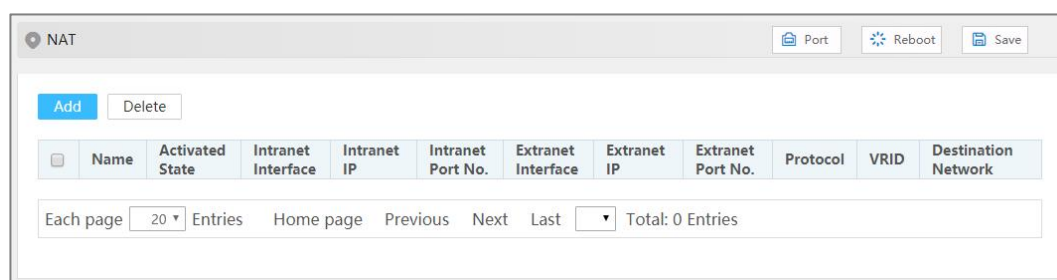 NAT Port Reboot Save
Add Delete
Name Activated State Intranet Interface Intranet IP Intranet Port No. Extranet Interface Extranet IP Extranet Port No. Protocol VRID Destination Network
Each page 20 Entries Home page Previous Next Last Total: 0 Entries